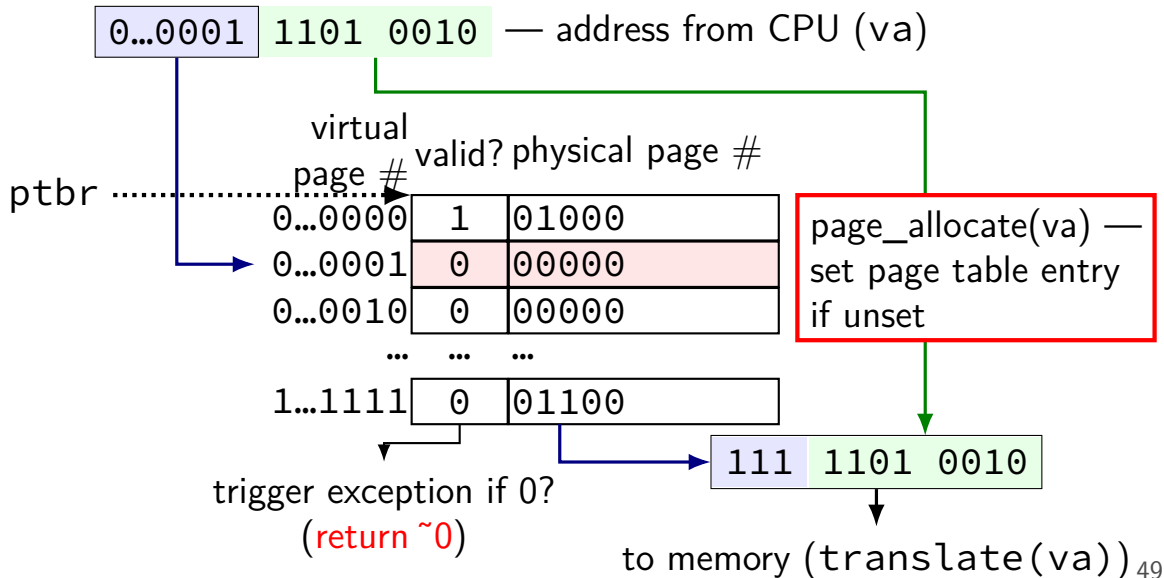 0…0001 1101 0010 — address from CPU (va)
virtual
page # valid? physical page #
ptbr
0…0000 1 01000
0…0001 0 00000
0…0010 0 00000
… … …
1…1111 0 01100
page_allocate(va) —
set page table entry
if unset
111 1101 0010
trigger exception if 0?
(return ~0)
to memory (translate(va))
49